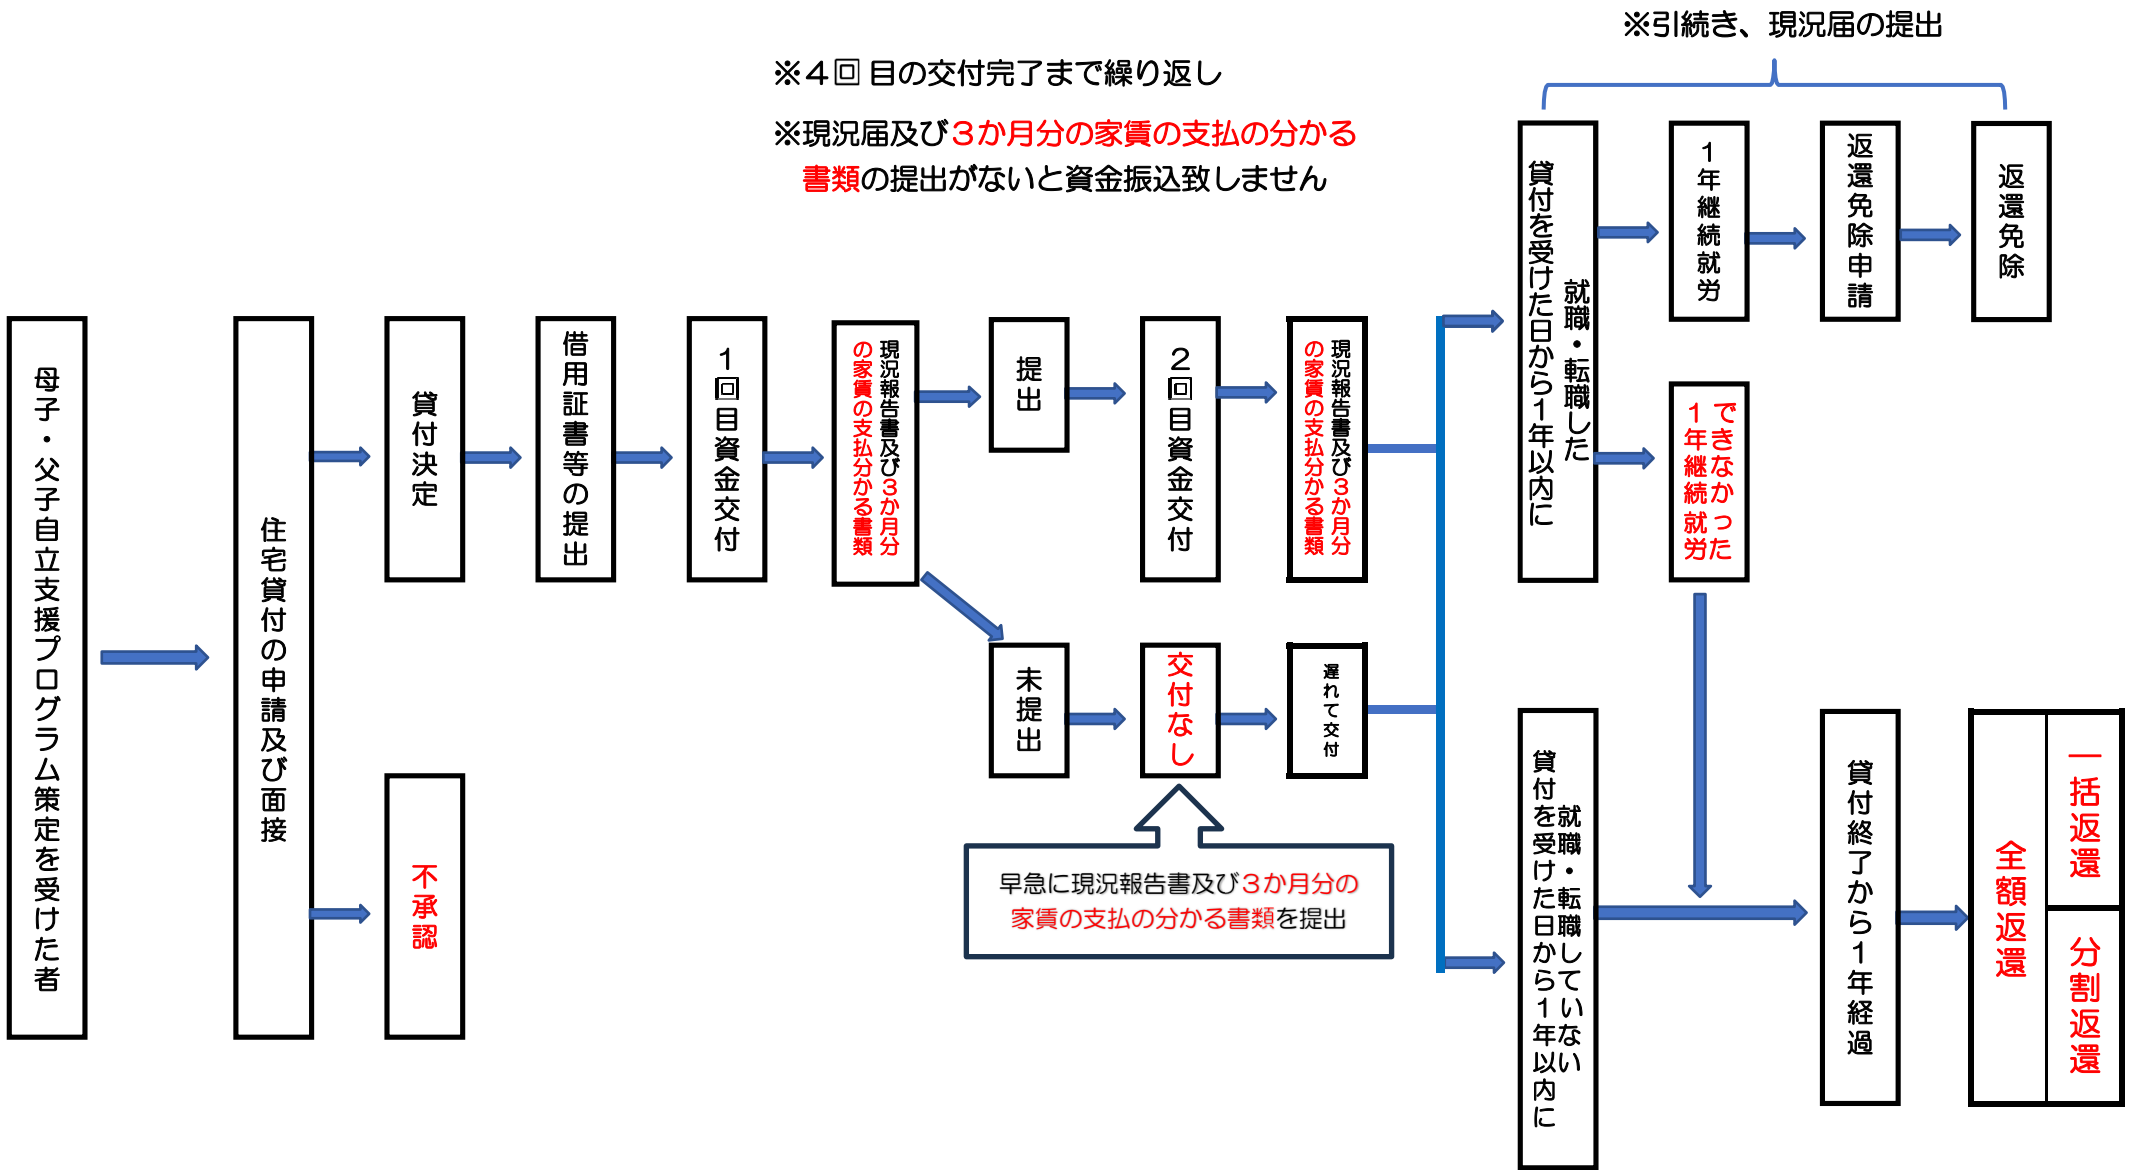 ※引続き、現況届の提出
※４回目の交付完了まで繰り返し
※現況届及び３か月分の家賃の支払の分かる
書類の提出がないと資金振込致しません
母子・父子自立支援プログラム策定を受けた者
住宅貸付の申請及び面接
貸付決定
不承認
借用証書等の提出
１回目資金交付
現況報告書及び３か月分
の家賃の支払分かる書類
提出
未提出
２回目資金交付
交付なし
早急に現況報告書及び３か月分の
家賃の支払の分かる書類を提出
現況報告書及び３か月分
の家賃の支払分かる書類
遅れて交付
貸付を受けた日から１年以内に
就職・転職した
１年継続就労
返還免除申請
返還免除
１年継続就労
できなかった
貸付を受けた日から１年以内に
就職・転職していない
貸付終了から１年経過
全額返還
一括返還
分割返還